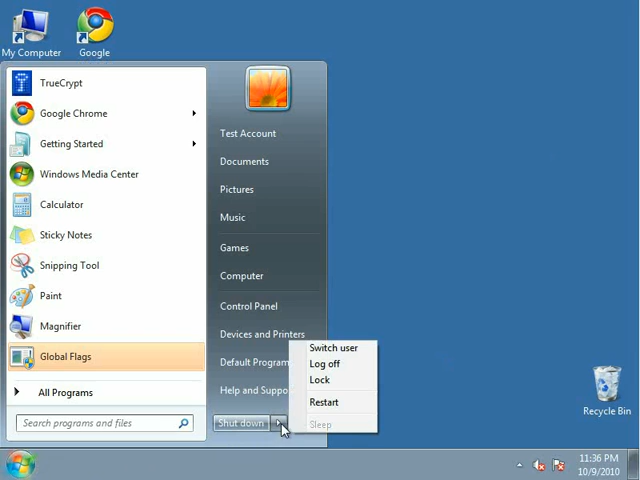 My Computer
Google
TrueCrypt
Google Chrome
Getting Started
Windows Media Center
Calculator
Sticky Notes
Snipping Tool
Paint
Magnifier
Global Flags
All Programs
Search programs and files
Test Account
Documents
Pictures
Music
Games
Computer
Control Panel
Devices and Printers
Default Program
Help and Suppo
Shut down
Switch user
Log off
Lock
Restart
Sleep
Recycle Bin
11:36 PM
10/9/2010